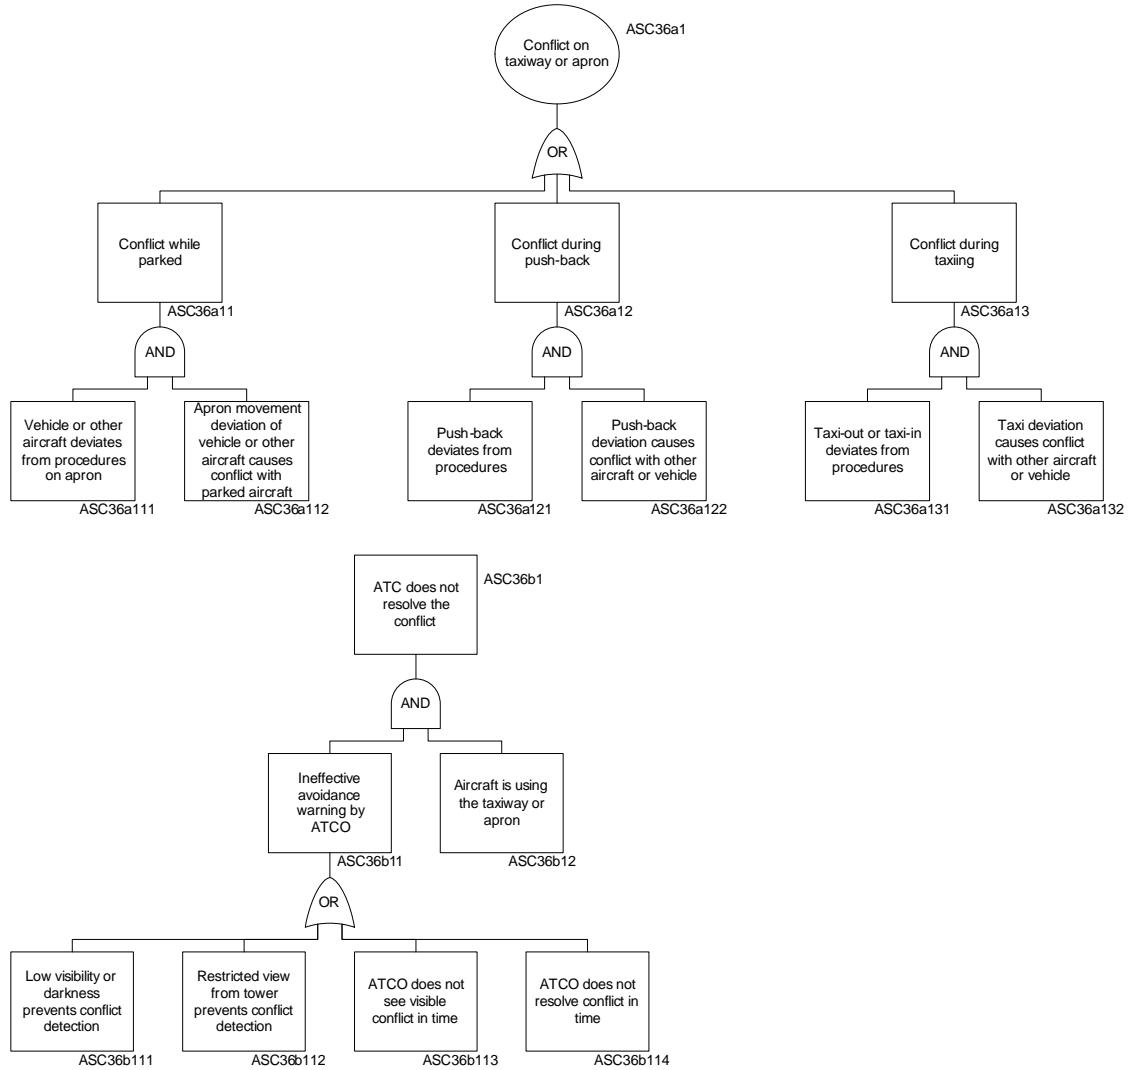 Conflict on
taxiway or apron
ASC36a1
OR
Conflict while
parked
ASC36a11
Conflict during
push-back
ASC36a12
Conflict during
taxiing
ASC36a13
AND
AND
AND
Vehicle or other
aircraft deviates
from procedures
on apron
ASC36a111
Apron movement
deviation of
vehicle or other
aircraft causes
conflict with
parked aircraft
ASC36a112
Push-back
deviates from
procedures
ASC36a121
Push-back
deviation causes
conflict with other
aircraft or vehicle
ASC36a122
Taxi-out or taxi-in
deviates from
procedures
ASC36a131
Taxi deviation
causes conflict
with other aircraft
or vehicle
ASC36a132
ATC does not
resolve the
conflict
ASC36b1
AND
Ineffective
avoidance
warning by
ATCO
ASC36b11
Aircraft is using
the taxiway or
apron
ASC36b12
OR
Low visibility or
darkness
prevents conflict
detection
ASC36b111
Restricted view
from tower
prevents conflict
detection
ASC36b112
ATCO does not
see visible
conflict in time
ASC36b113
ATCO does not
resolve conflict in
time
ASC36b114